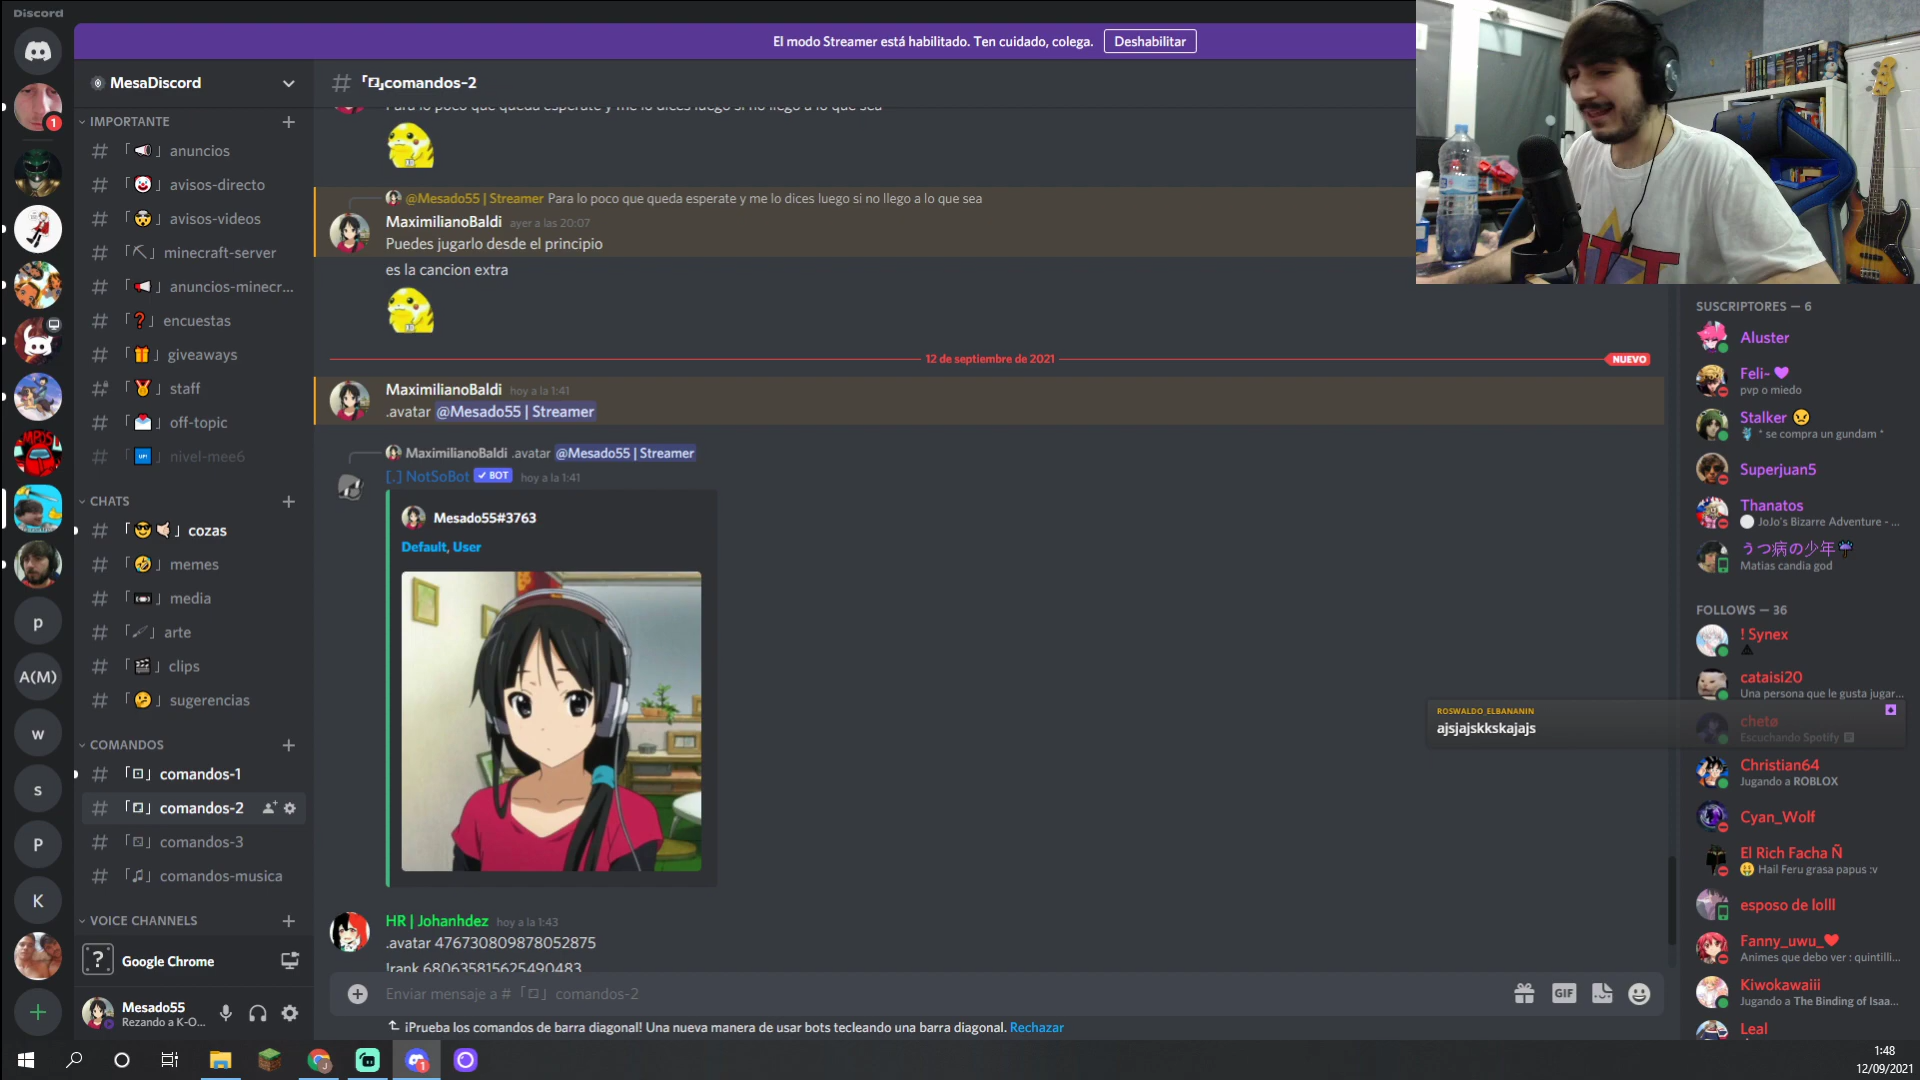 Discord
El modo Streamer está habilitado. Ten cuidado, colega. Deshabilitar
MesaDiscord
IMPORTANTE
「」anuncios
「」avisos-directo
「」avisos-videos
「」minecraft-server
「」anuncios-minecr...
「❓」encuestas
「」giveaways
「」staff
「」off-topic
「UP!」nivel-mee6
CHATS
「」cozas
「」memes
「」media
「」arte
「」clips
「」sugerencias
COMANDOS
「」comandos-1
「」comandos-2
「」comandos-3
「」comandos-musica
VOICE CHANNELS
? Google Chrome
Mesado55
Rezando a K-O...
1
MPDS
p
A(M)
w
s
P
K
# 「」comandos-2
Para lo poco que queda esperate y me lo dices luego si no llego a lo que sea
@Mesado55 | Streamer Para lo poco que queda esperate y me lo dices luego si no llego a lo que sea
MaximilianoBaldi ayer a las 20:07
Puedes jugarlo desde el principio
es la cancion extra
12 de septiembre de 2021 NUEVO
MaximilianoBaldi hoy a la 1:41
.avatar @Mesado55 | Streamer
MaximilianoBaldi .avatar @Mesado55 | Streamer
[.] NotSoBot BOT hoy a la 1:41
Mesado55#3763
Default, User
HR | Johanhdez hoy a la 1:43
.avatar 476730809878052875
!rank 680635815625490483
Enviar mensaje a # 「」comandos-2
GIF
¡Prueba los comandos de barra diagonal! Una nueva manera de usar bots tecleando una barra diagonal. Rechazar
SUSCRIPTORES — 6
Aluster
Feli~
pvp o miedo
Stalker
* se compra un gundam *
Superjuan5
Thanatos
JoJo's Bizarre Adventure - ...
うつ病の少年
Matias candia god
FOLLOWS — 36
! Synex
cataisi20
Una persona que le gusta jugar...
ROSWALDO_ELBANANIN
ajsjajskkskajajs
chetø
Escuchando Spotify
Christian64
Jugando a ROBLOX
Cyan_Wolf
El Rich Facha Ñ
Hail Feru grasa papus :v
esposo de lolll
Fanny_uwu_
Animes que debo ver : quintilli...
Kiwokawaiii
Jugando a The Binding of Isaa...
Leal
1:48
12/09/2021